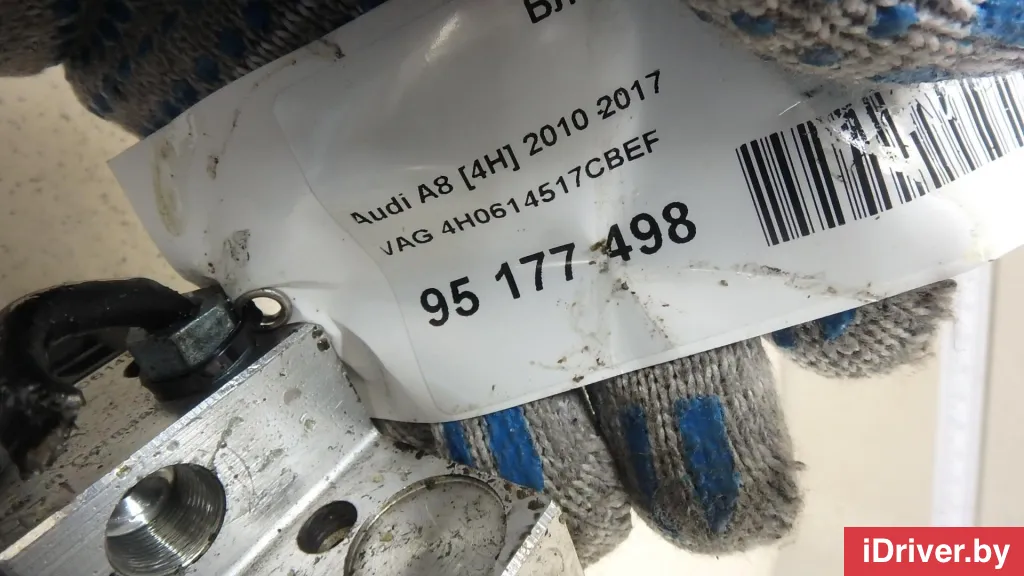 Audi A8 [4H] 2010 2017
VAG 4H0614517CBEF
95 177 498
iDriver.by